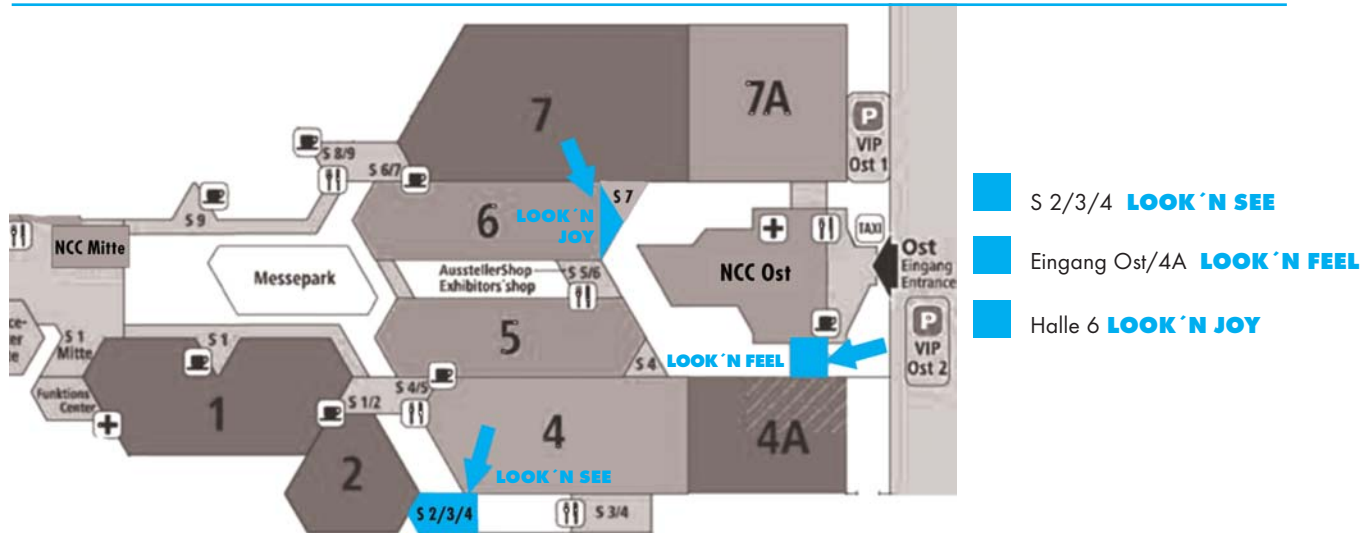 7
7A
P
VIP
Ost 1
S 8/9
S 6/7
S 7
S 9
6
LOOK´N
JOY
NCC Mitte
Messepark
AusstellerShop
Exhibitors'shop
S 5/6
NCC Ost
TAXI
Ost
Eingang
Entrance
P
VIP
Ost 2
S 1
Mitte
S 1
5
S 4
LOOK´N FEEL
Funktions
Center
1
S 1/2
S 4/5
4
4A
2
LOOK´N SEE
S 2/3/4
S 3/4
S 2/3/4 LOOK´N SEE
Eingang Ost/4A LOOK´N FEEL
Halle 6 LOOK´N JOY